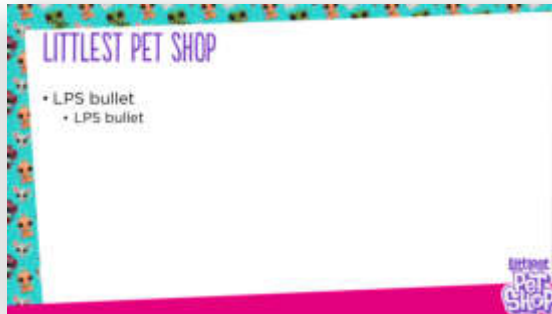 LITTLEST PET SHOP
• LPS bullet
• LPS bullet
Littlest
PET
SHOP